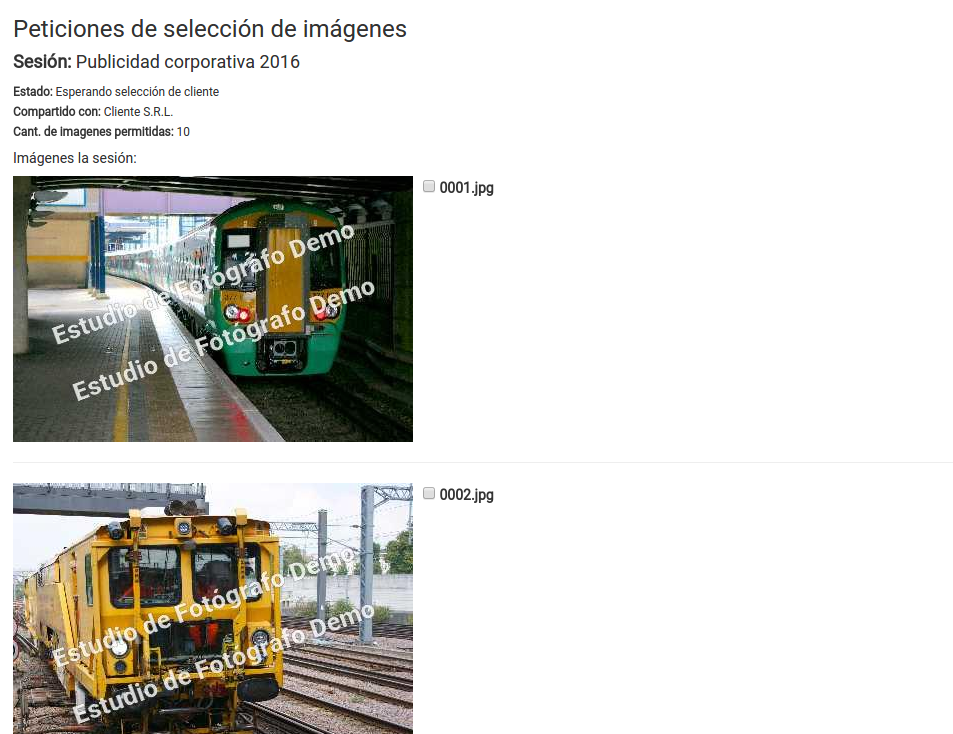 Peticiones de selección de imágenes
Sesión: Publicidad corporativa 2016
Estado: Esperando selección de cliente
Compartido con: Cliente S.R.L.
Cant. de imagenes permitidas: 10
Imágenes la sesión:
0001.jpg
Estudio de Fotógrafo Demo
Estudio de Fotógrafo Demo
0002.jpg
Estudio de Fotógrafo Demo
Estudio de Fotógrafo Demo